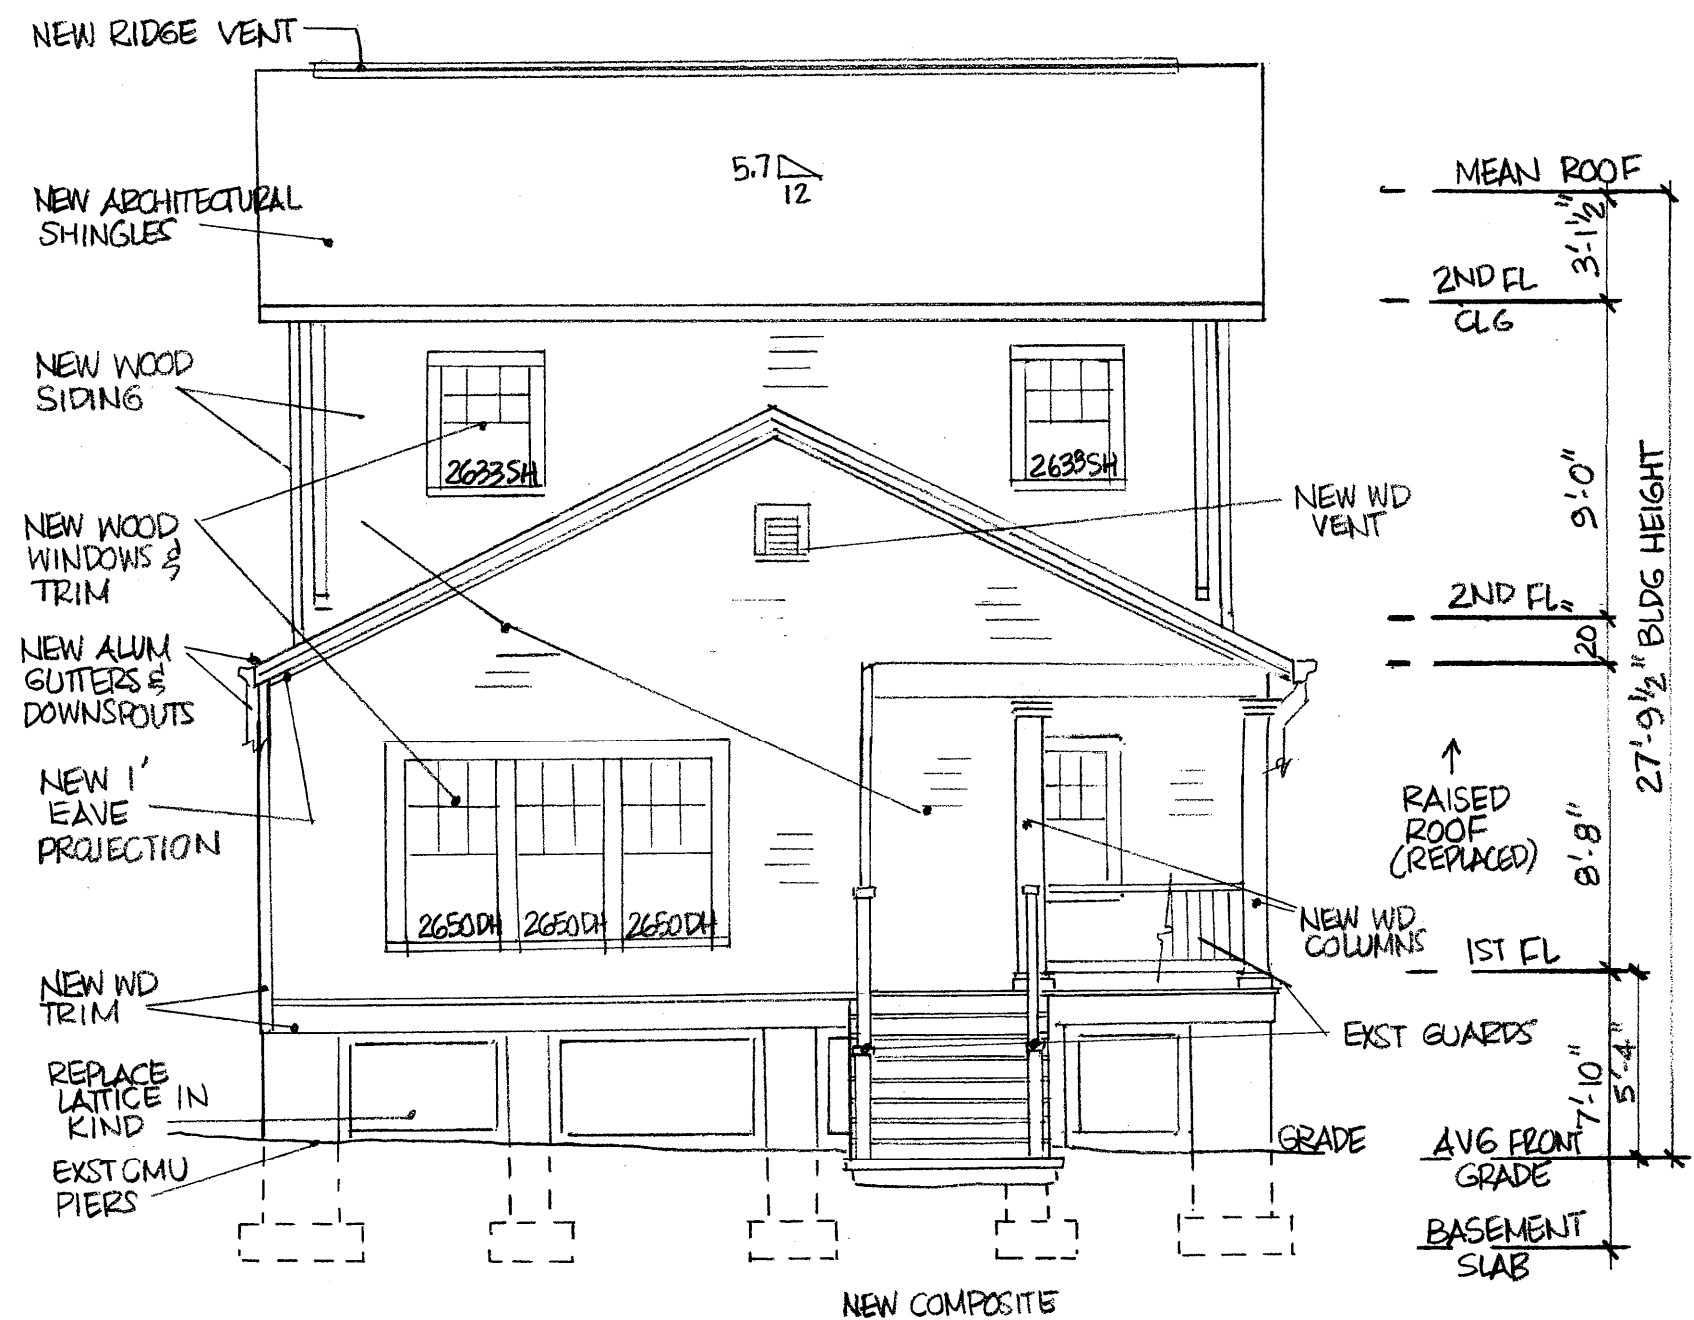 NEW RIDGE VENT
5.7
12
NEW ARCHITECTURAL
SHINGLES
NEW WOOD
SIDING
2633SH
2633SH
NEW WOOD
WINDOWS &
TRIM
NEW WD
VENT
NEW ALUM
GUTTERS &
DOWNSPOUTS
NEW 1'
EAVE
PROJECTION
2650DH
2650DH
2650DH
NEW WD
COLUMNS
NEW WD
TRIM
EXST GUARDS
REPLACE
LATTICE IN
KIND
EXST CMU
PIERS
GRADE
NEW COMPOSITE
MEAN ROOF
3'-1½"
2ND FL
CLG
9'-0"
2ND FL
20"
27'-9½" BLDG HEIGHT
RAISED
ROOF
(REPLACED)
8'-8"
1ST FL
7'-10"
5'-4"
AVG FRONT
GRADE
BASEMENT
SLAB